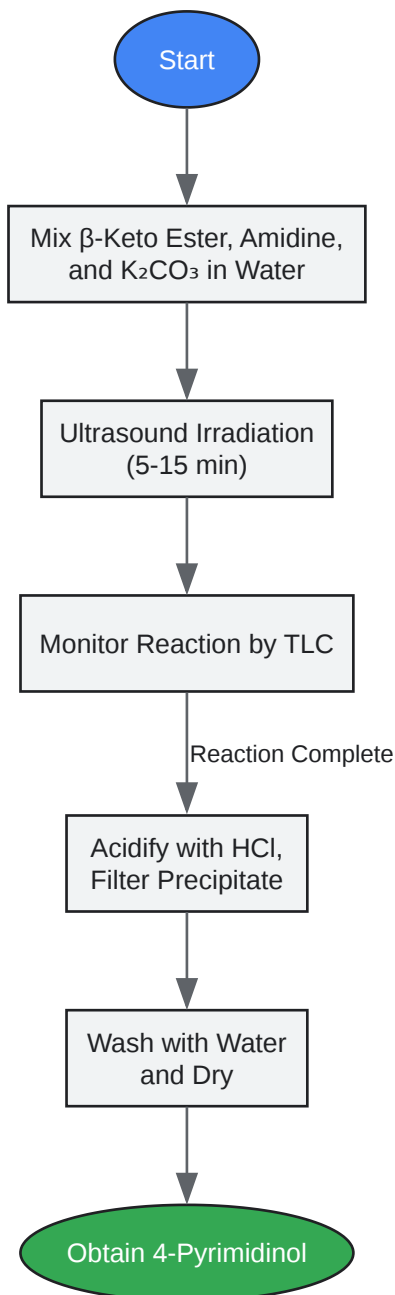 Start
Mix β-Keto Ester, Amidine,
and K₂CO₃ in Water
Ultrasound Irradiation
(5-15 min)
Monitor Reaction by TLC
Reaction Complete
Acidify with HCl,
Filter Precipitate
Wash with Water
and Dry
Obtain 4-Pyrimidinol